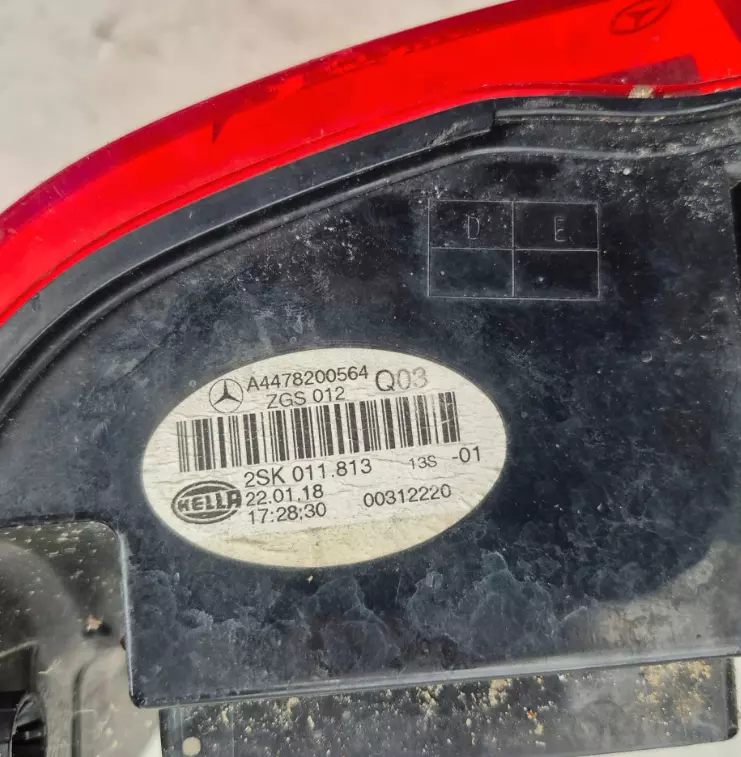 D E
A4478200564 Q03
ZGS 012
2SK 011.813 13S -01
HELLA
22.01.18
17:28:30 00312220